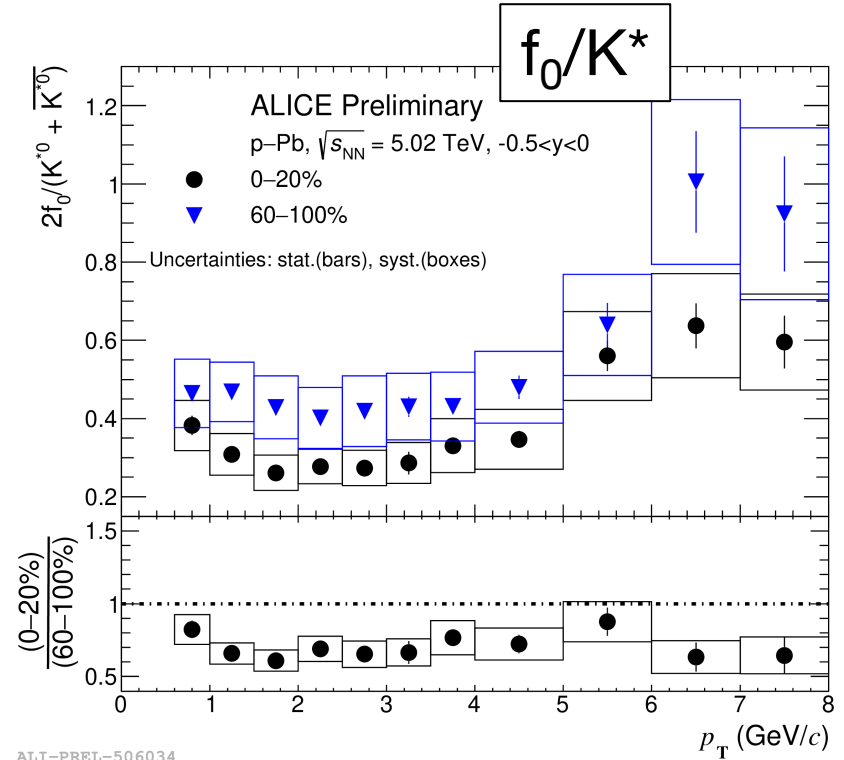 f₀/K*
2f₀/(K*⁰ + K̅*⁰)
ALICE Preliminary
p–Pb, √s_NN = 5.02 TeV, -0.5<y<0
0–20%
60–100%
Uncertainties: stat.(bars), syst.(boxes)
1.2
1
0.8
0.6
0.4
0.2
(0–20%)
(60–100%)
1.5
1
0.5
0 1 2 3 4 5 6 7 8
p_T (GeV/c)
ALI-PREL-506034